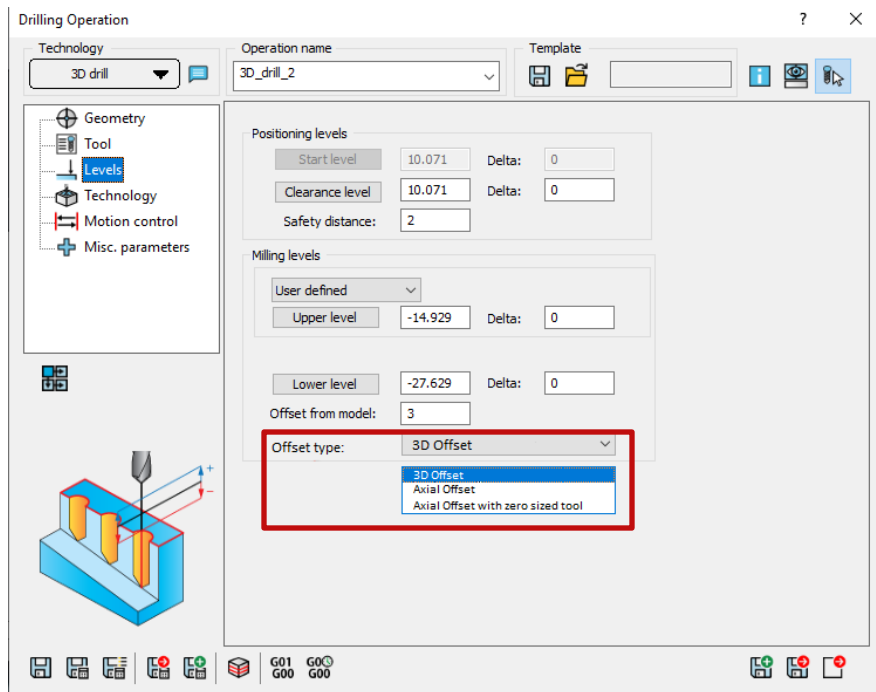 Drilling Operation ? ×
Technology
3D drill
Operation name
3D_drill_2
Template
Geometry
Tool
Levels
Technology
Motion control
Misc. parameters
Positioning levels
Start level 10.071 Delta: 0
Clearance level 10.071 Delta: 0
Safety distance: 2
Milling levels
User defined
Upper level -14.929 Delta: 0
Lower level -27.629 Delta: 0
Offset from model: 3
Offset type: 3D Offset
3D Offset
Axial Offset
Axial Offset with zero sized tool
+
-
G01 G00
G00 G00